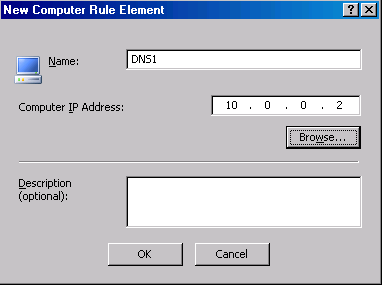 New Computer Rule Element
Name: DNS1
Computer IP Address: 10 . 0 . 0 . 2
Browse...
Description
(optional):
OK Cancel